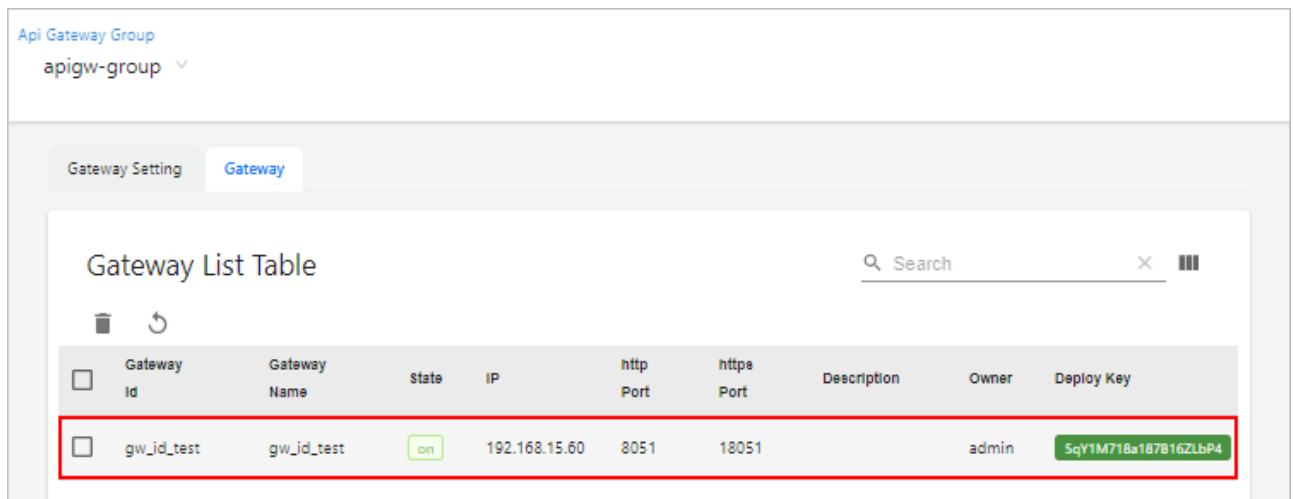 Api Gateway Group
apigw-group
Gateway Setting Gateway
Gateway List Table
Search
Gateway Id Gateway Name State IP http Port https Port Description Owner Deploy Key
gw_id_test gw_id_test on 192.168.15.60 8051 18051 admin SqY1M718a187B16ZLbP4